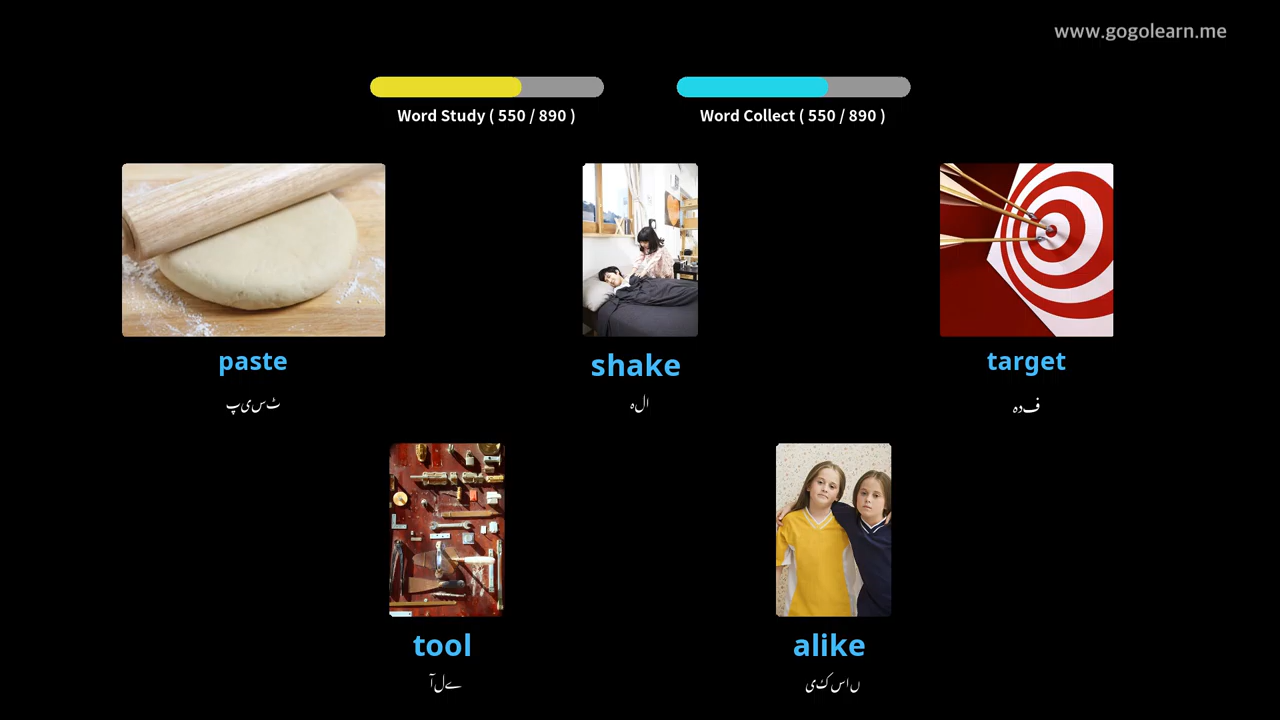 www.gogolearn.me
Word Study ( 550 / 890 )
Word Collect ( 550 / 890 )
paste
ٹسیپ
shake
الہ
target
فدہ
tool
ےلآ
alike
ںاسکی